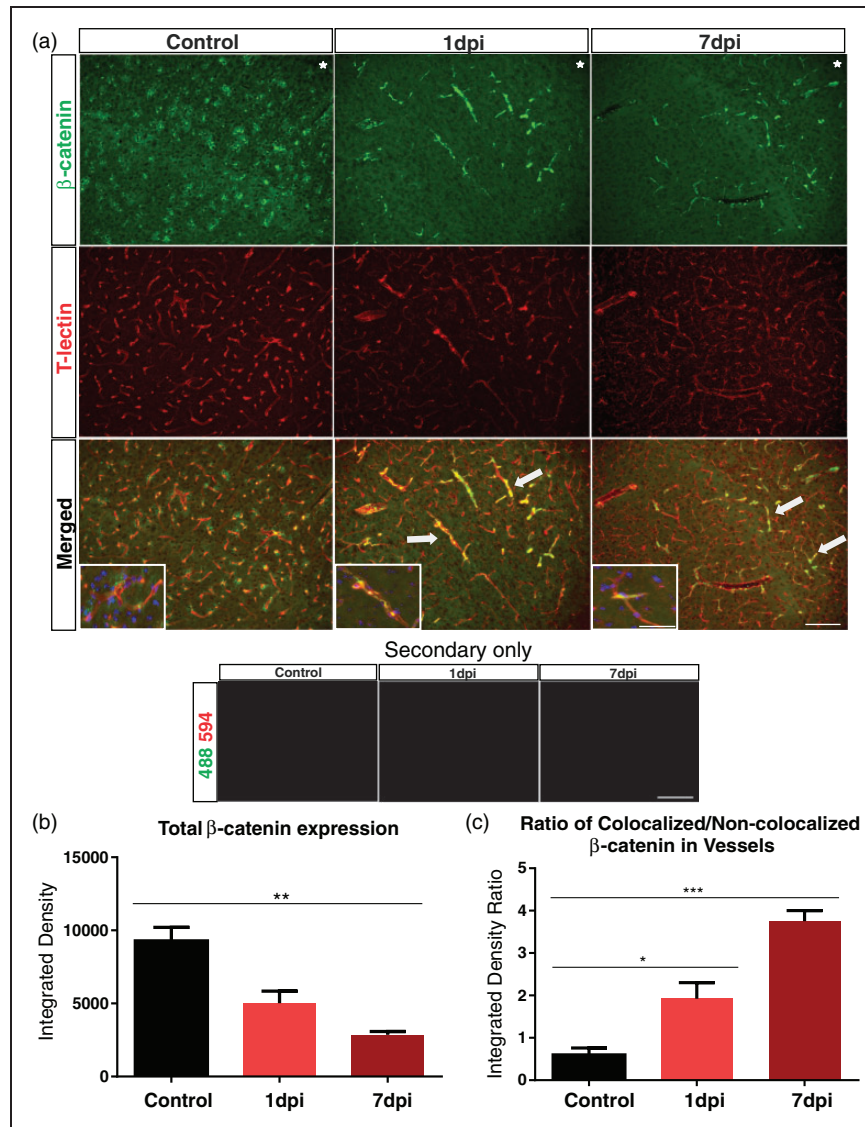 (a)
Control 1dpi 7dpi
β-catenin
T-lectin
Merged
Secondary only
Control 1dpi 7dpi
488 594
(b)
Total β-catenin expression
Integrated Density
15000
10000
5000
0
**
Control 1dpi 7dpi
(c)
Ratio of Colocalized/Non-colocalized
β-catenin in Vessels
Integrated Density Ratio
5
4
3
2
1
0
***
*
Control 1dpi 7dpi